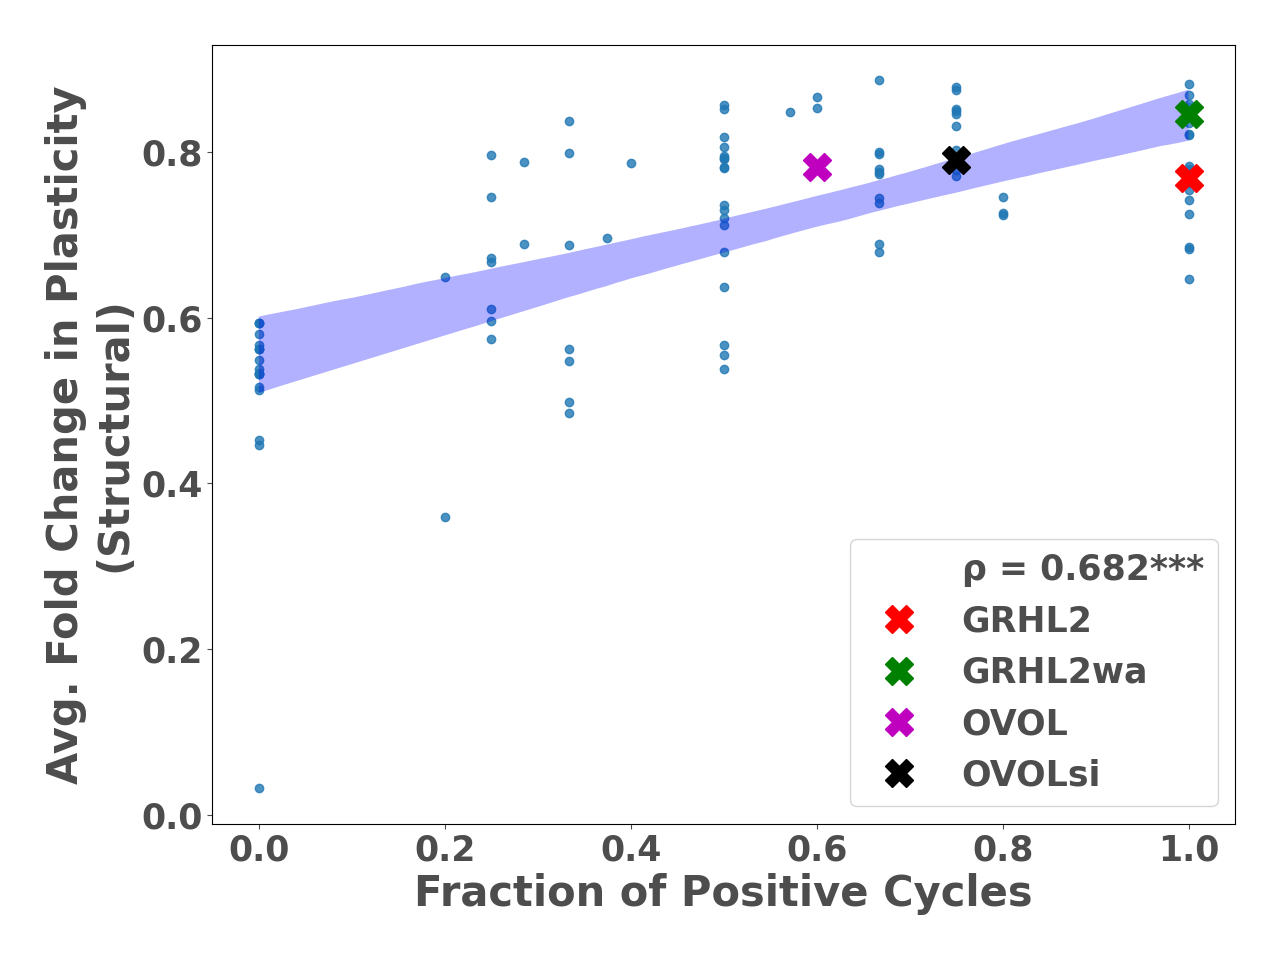 Avg. Fold Change in Plasticity
(Structural)
0.8
0.6
0.4
0.2
0.0
0.0 0.2 0.4 0.6 0.8 1.0
Fraction of Positive Cycles
ρ = 0.682***
GRHL2
GRHL2wa
OVOL
OVOLsi